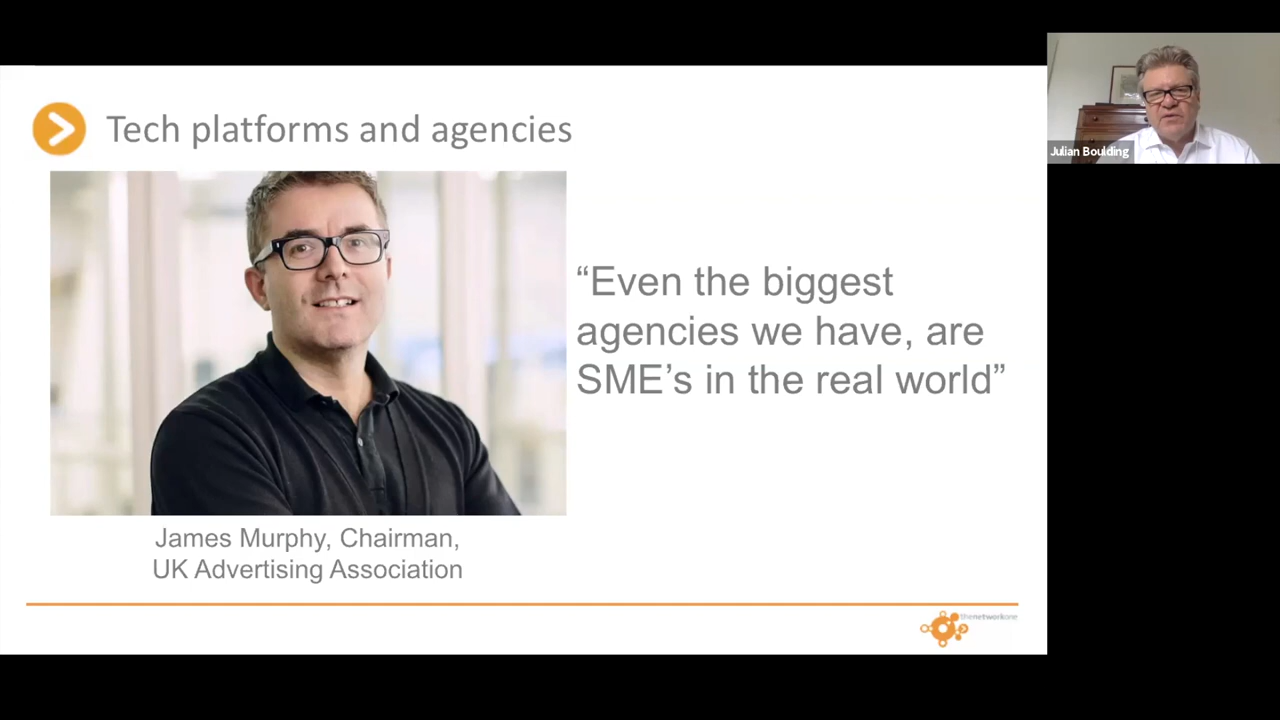 Tech platforms and agencies
“Even the biggest
agencies we have, are
SME’s in the real world”
James Murphy, Chairman,
UK Advertising Association
thenetworkone
Julian Boulding